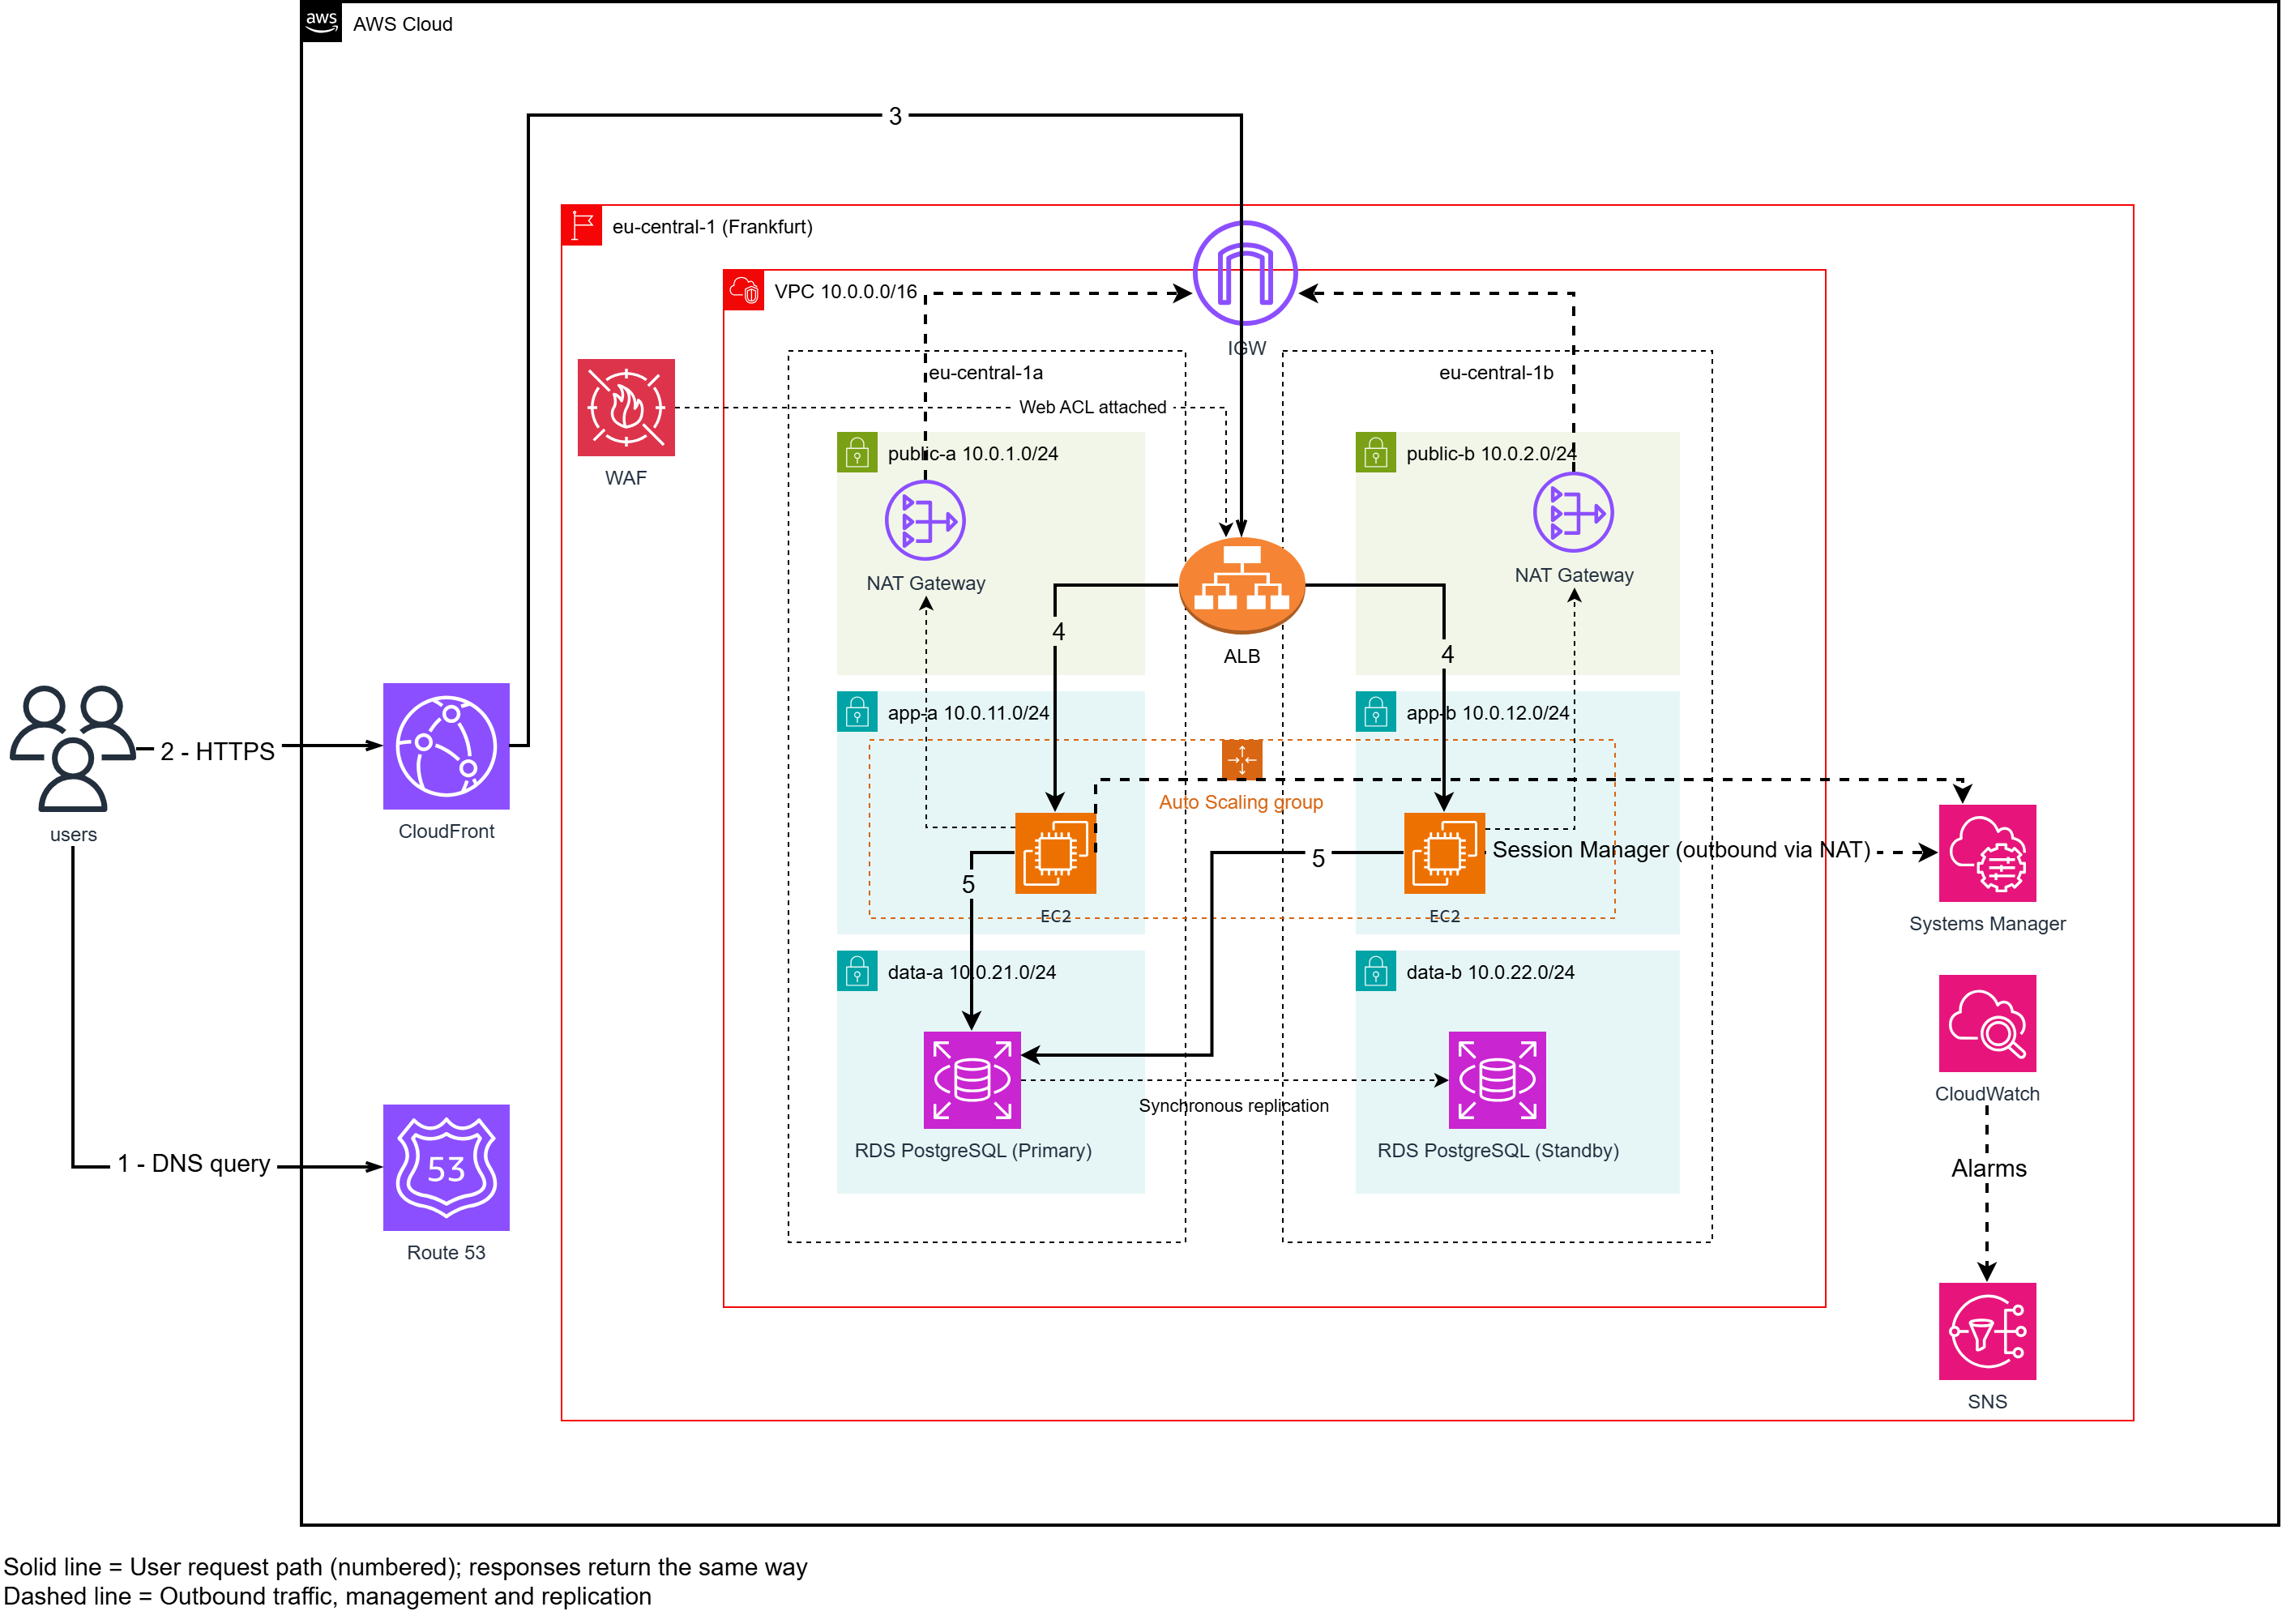 aws
AWS Cloud
3
eu-central-1 (Frankfurt)
VPC 10.0.0.0/16
IGW
eu-central-1a
eu-central-1b
Web ACL attached
WAF
public-a 10.0.1.0/24
public-b 10.0.2.0/24
NAT Gateway
NAT Gateway
4
4
ALB
app-a 10.0.11.0/24
app-b 10.0.12.0/24
2 - HTTPS
users
CloudFront
Auto Scaling group
5
5
Session Manager (outbound via NAT)
EC2
EC2
Systems Manager
data-a 10.0.21.0/24
data-b 10.0.22.0/24
CloudWatch
Synchronous replication
RDS PostgreSQL (Primary)
RDS PostgreSQL (Standby)
1 - DNS query
53
Route 53
Alarms
SNS
Solid line = User request path (numbered); responses return the same way
Dashed line = Outbound traffic, management and replication